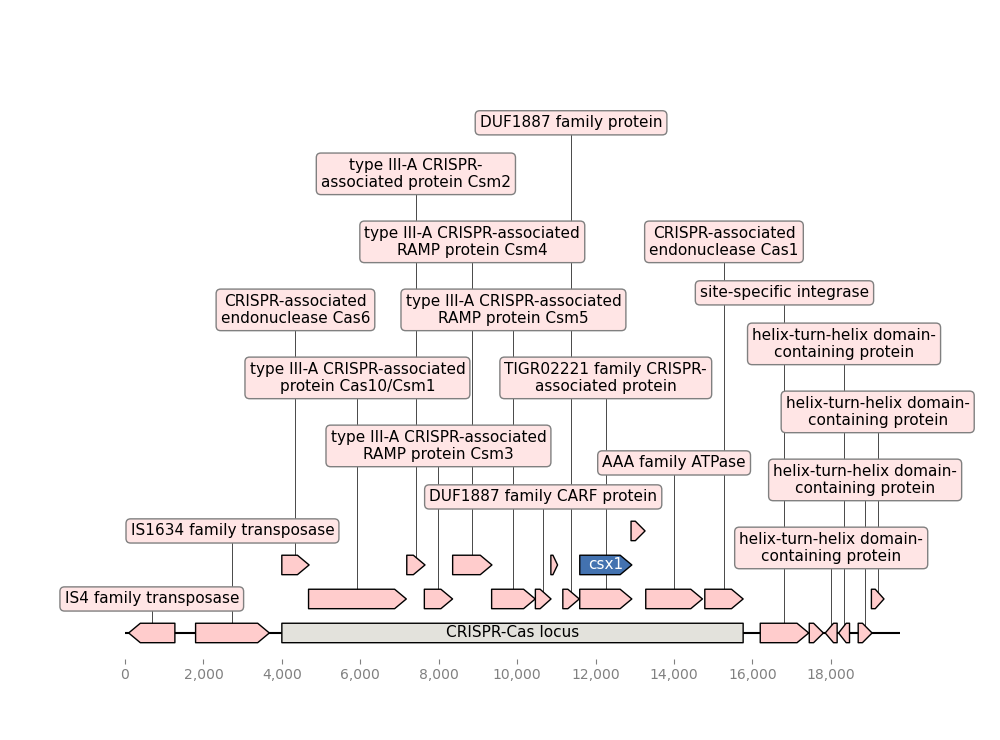 DUF1887 family protein
type III-A CRISPR-
associated protein Csm2
type III-A CRISPR-associated
RAMP protein Csm4
CRISPR-associated
endonuclease Cas1
site-specific integrase
CRISPR-associated
endonuclease Cas6
type III-A CRISPR-associated
RAMP protein Csm5
helix-turn-helix domain-
containing protein
type III-A CRISPR-associated
protein Cas10/Csm1
TIGR02221 family CRISPR-
associated protein
helix-turn-helix domain-
containing protein
type III-A CRISPR-associated
RAMP protein Csm3
AAA family ATPase
helix-turn-helix domain-
containing protein
DUF1887 family CARF protein
IS1634 family transposase
helix-turn-helix domain-
containing protein
csx1
IS4 family transposase
CRISPR-Cas locus
0 2,000 4,000 6,000 8,000 10,000 12,000 14,000 16,000 18,000